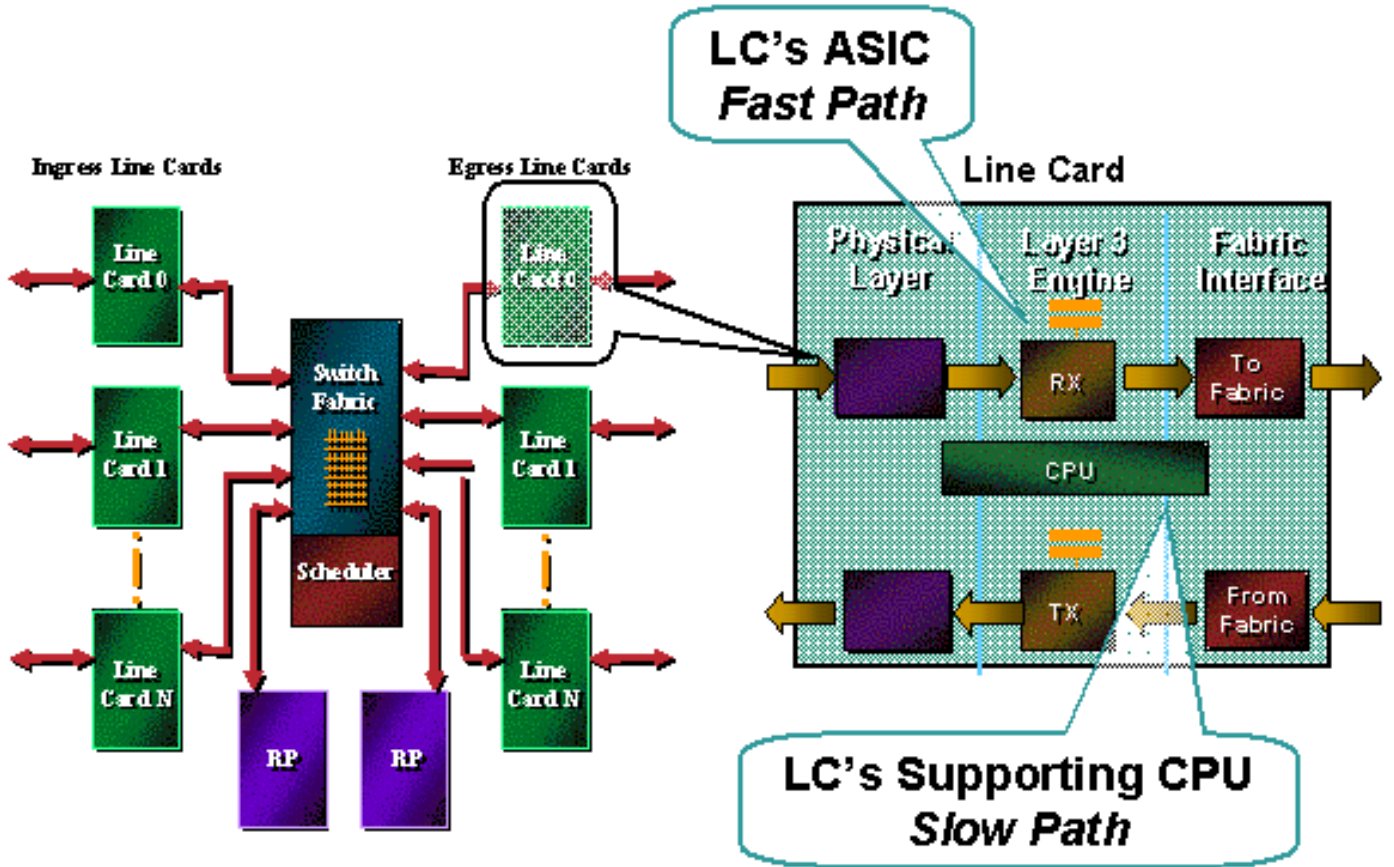 LC's ASIC
Fast Path
Ingress Line Cards
Egress Line Cards
Line Card
Line
Card 0
Line
Card 0
Physical
Layer
Layer 3
Engine
Fabric
Interface
Switch
Fabric
RX
To
Fabric
Line
Card 1
Line
Card 1
CPU
Scheduler
Line
Card N
Line
Card N
TX
From
Fabric
RP
RP
LC's Supporting CPU
Slow Path